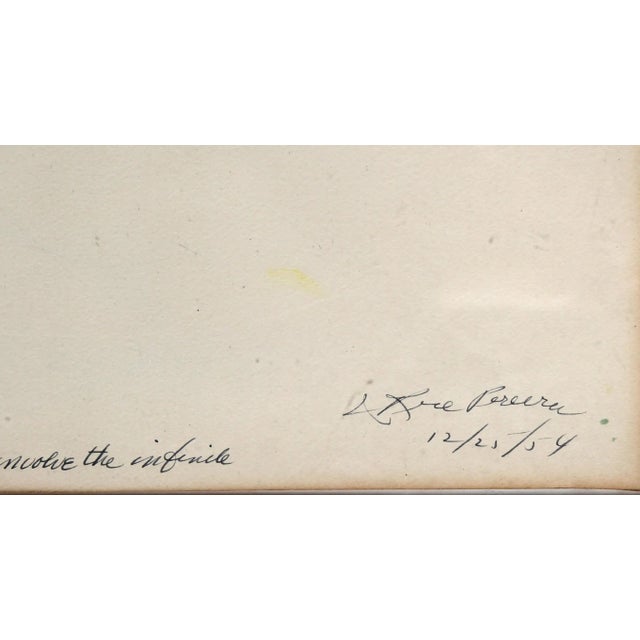 involve the infinite
I Rice Pereira
12/25/54